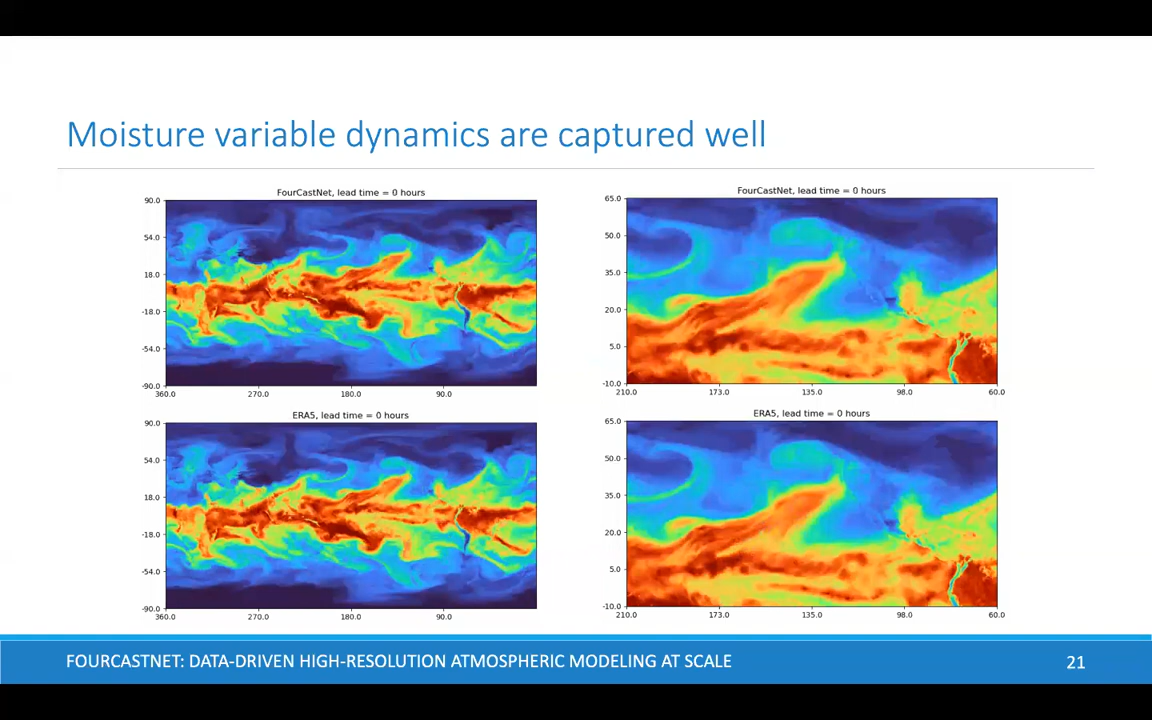 Moisture variable dynamics are captured well
FourCastNet, lead time = 0 hours
90.0
54.0
18.0
-18.0
-54.0
-90.0
360.0 270.0 180.0 90.0
FourCastNet, lead time = 0 hours
65.0
50.0
35.0
20.0
5.0
-10.0
210.0 173.0 135.0 98.0 60.0
ERA5, lead time = 0 hours
90.0
54.0
18.0
-18.0
-54.0
-90.0
360.0 270.0 180.0 90.0
ERA5, lead time = 0 hours
65.0
50.0
35.0
20.0
5.0
-10.0
210.0 173.0 135.0 98.0 60.0
FOURCASTNET: DATA-DRIVEN HIGH-RESOLUTION ATMOSPHERIC MODELING AT SCALE
21